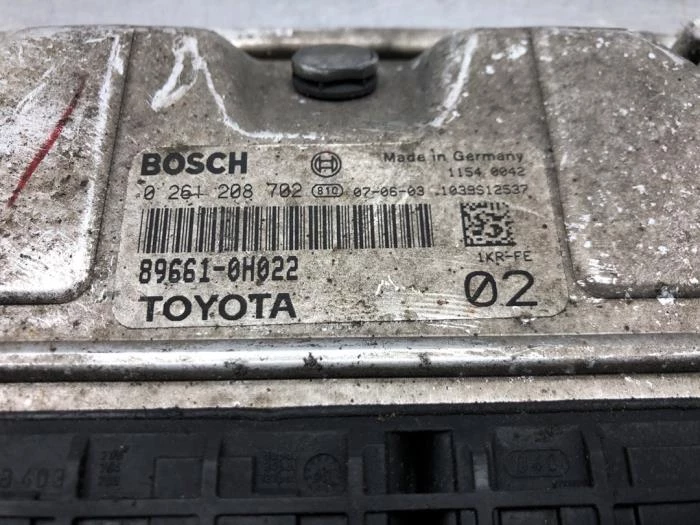 BOSCH Made in Germany
1154 0042
0 261 208 702 810 07-06-03 1039S12537
89661-0H022 1KR-FE
TOYOTA 02